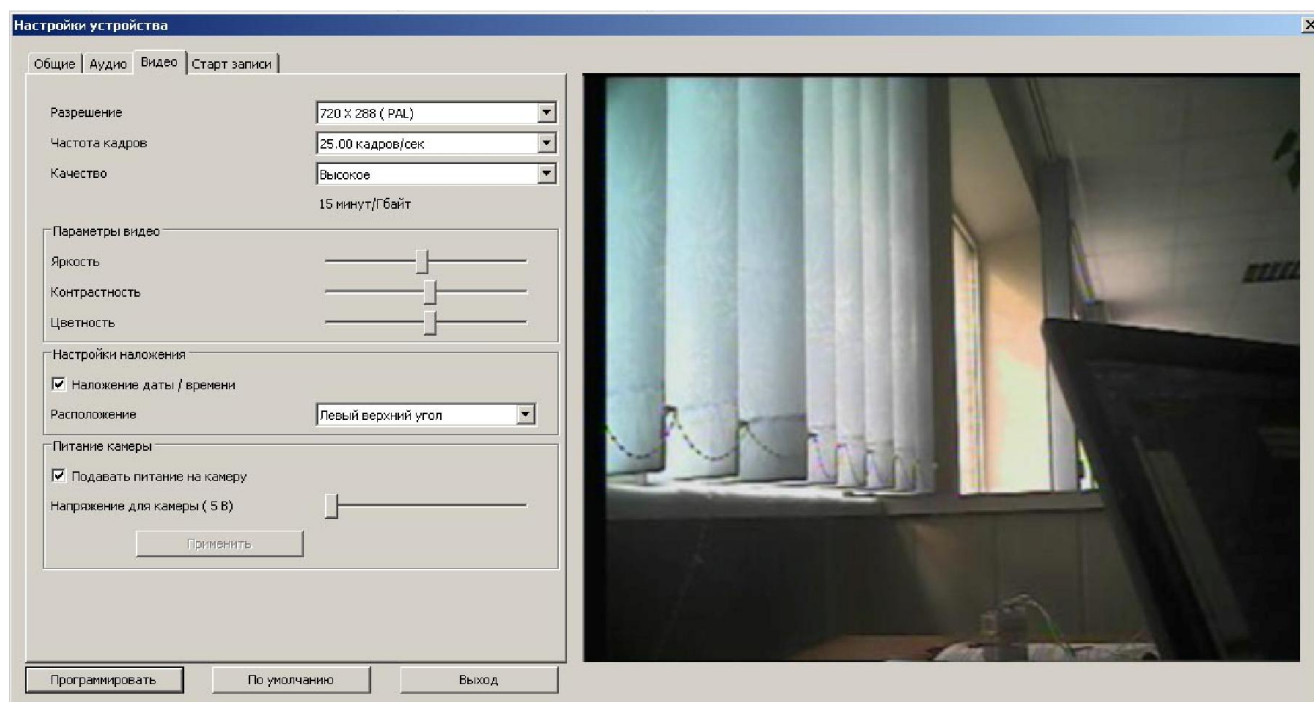 Настройки устройства
Общие Аудио Видео Старт записи
Разрешение 720 X 288 ( PAL)
Частота кадров 25.00 кадров/сек
Качество Высокое
15 минут/Гбайт
Параметры видео
Яркость
Контрастность
Цветность
Настройки наложения
Наложение даты / времени
Расположение Левый верхний угол
Питание камеры
Подавать питание на камеру
Напряжение для камеры ( 5 В)
Применить
Программировать По умолчанию Выход